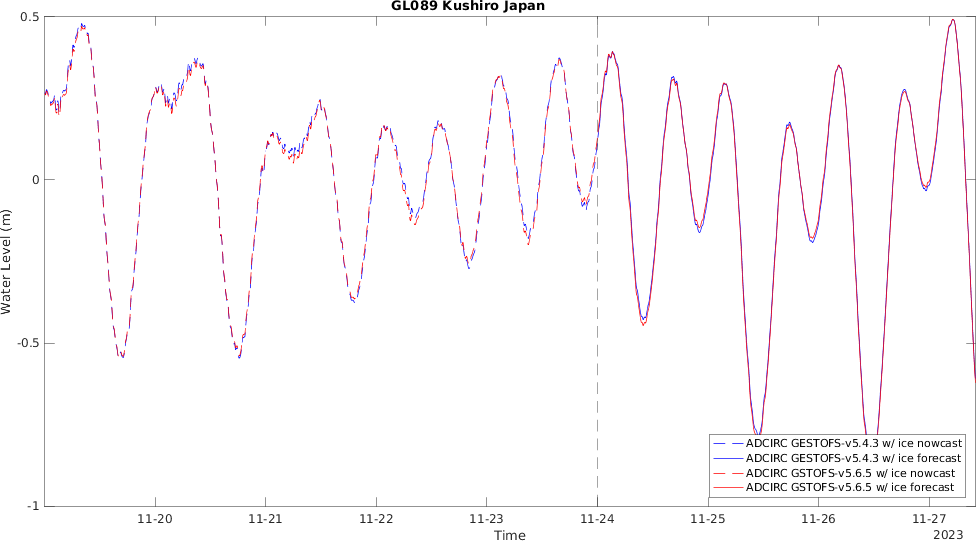 GL089 Kushiro Japan
0.5
0
-0.5
-1
Water Level (m)
ADCIRC GESTOFS-v5.4.3 w/ ice nowcast
ADCIRC GESTOFS-v5.4.3 w/ ice forecast
ADCIRC GSTOFS-v5.6.5 w/ ice nowcast
ADCIRC GSTOFS-v5.6.5 w/ ice forecast
11-20 11-21 11-22 11-23 11-24 11-25 11-26 11-27
Time
2023